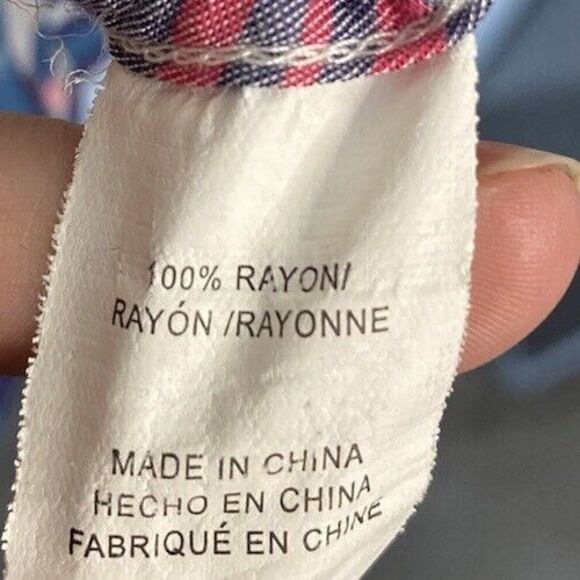 100% RAYON/
RAYÓN /RAYONNE
MADE IN CHINA
HECHO EN CHINA
FABRIQUÉ EN CHINE